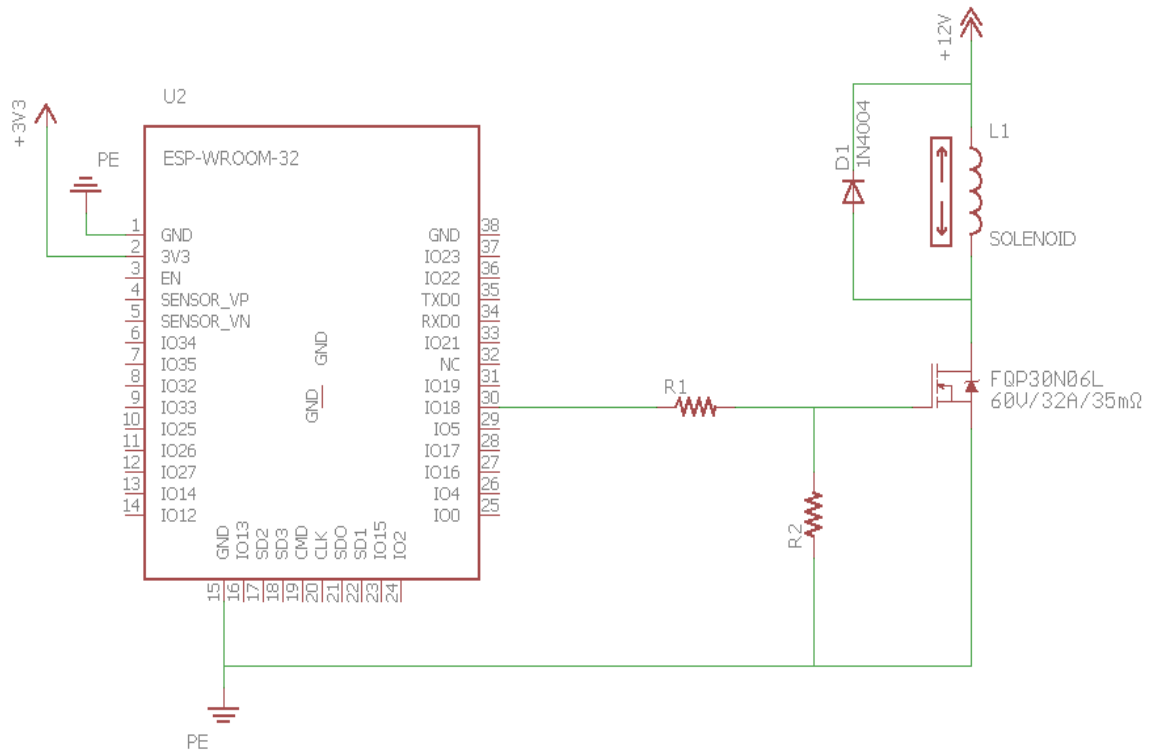 +12V
U2
+3V3
PE
ESP-WROOM-32
D1
1N4004
L1
SOLENOID
1 GND
2 3V3
3 EN
4 SENSOR_VP
5 SENSOR_VN
6 IO34
7 IO35
8 IO32
9 IO33
10 IO25
11 IO26
12 IO27
13 IO14
14 IO12
GND
GND
GND 38
IO23 37
IO22 36
TXD0 35
RXD0 34
IO21 33
NC 32
IO19 31
IO18 30
IO5 29
IO17 28
IO16 27
IO4 26
IO0 25
GND 15
IO13 16
SD2 17
SD3 18
CMD 19
CLK 20
SD0 21
SD1 22
IO15 23
IO2 24
R1
R2
FQP30N06L
60V/32A/35mΩ
PE